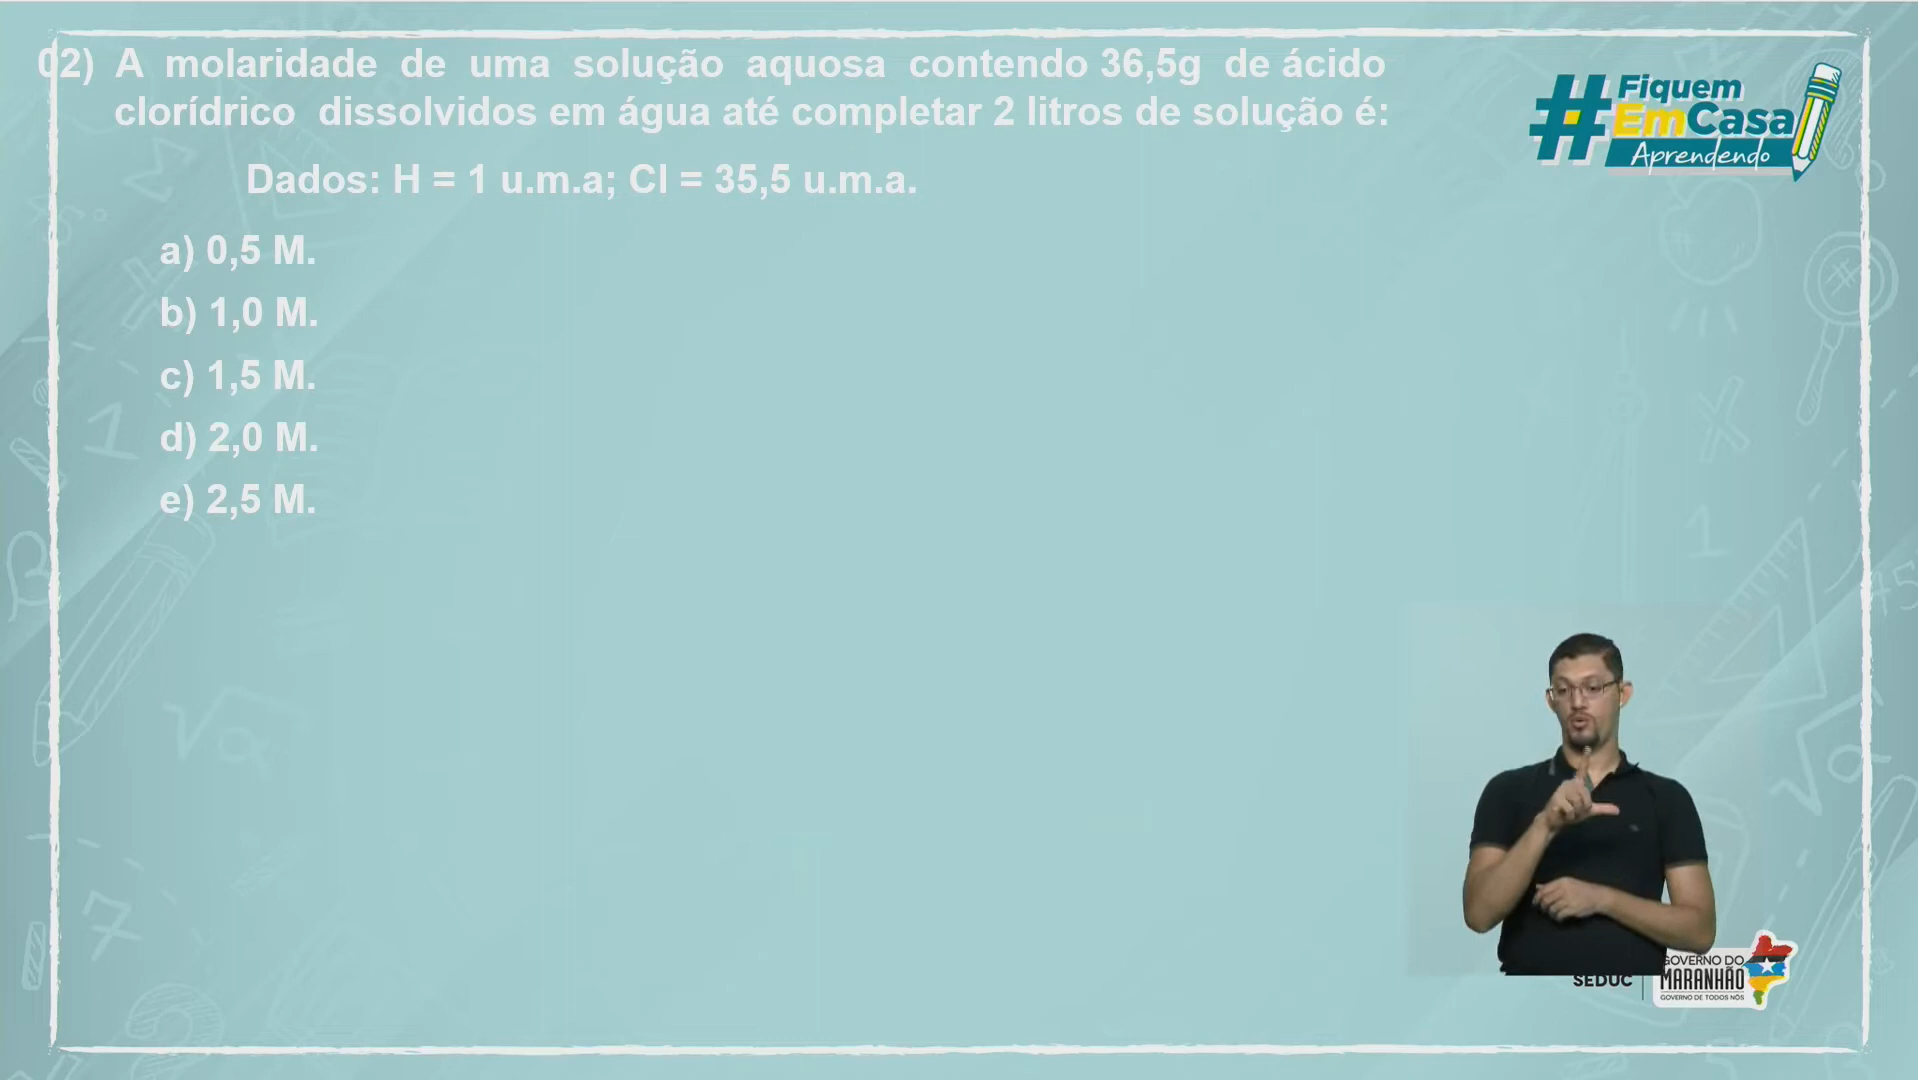 02) A molaridade de uma solução aquosa contendo 36,5g de ácido
clorídrico dissolvidos em água até completar 2 litros de solução é:
Dados: H = 1 u.m.a; Cl = 35,5 u.m.a.
a) 0,5 M.
b) 1,0 M.
c) 1,5 M.
d) 2,0 M.
e) 2,5 M.
#Fiquem
EmCasa
Aprendendo
SEDUC
GOVERNO DO
MARANHÃO
GOVERNO DE TODOS NÓS